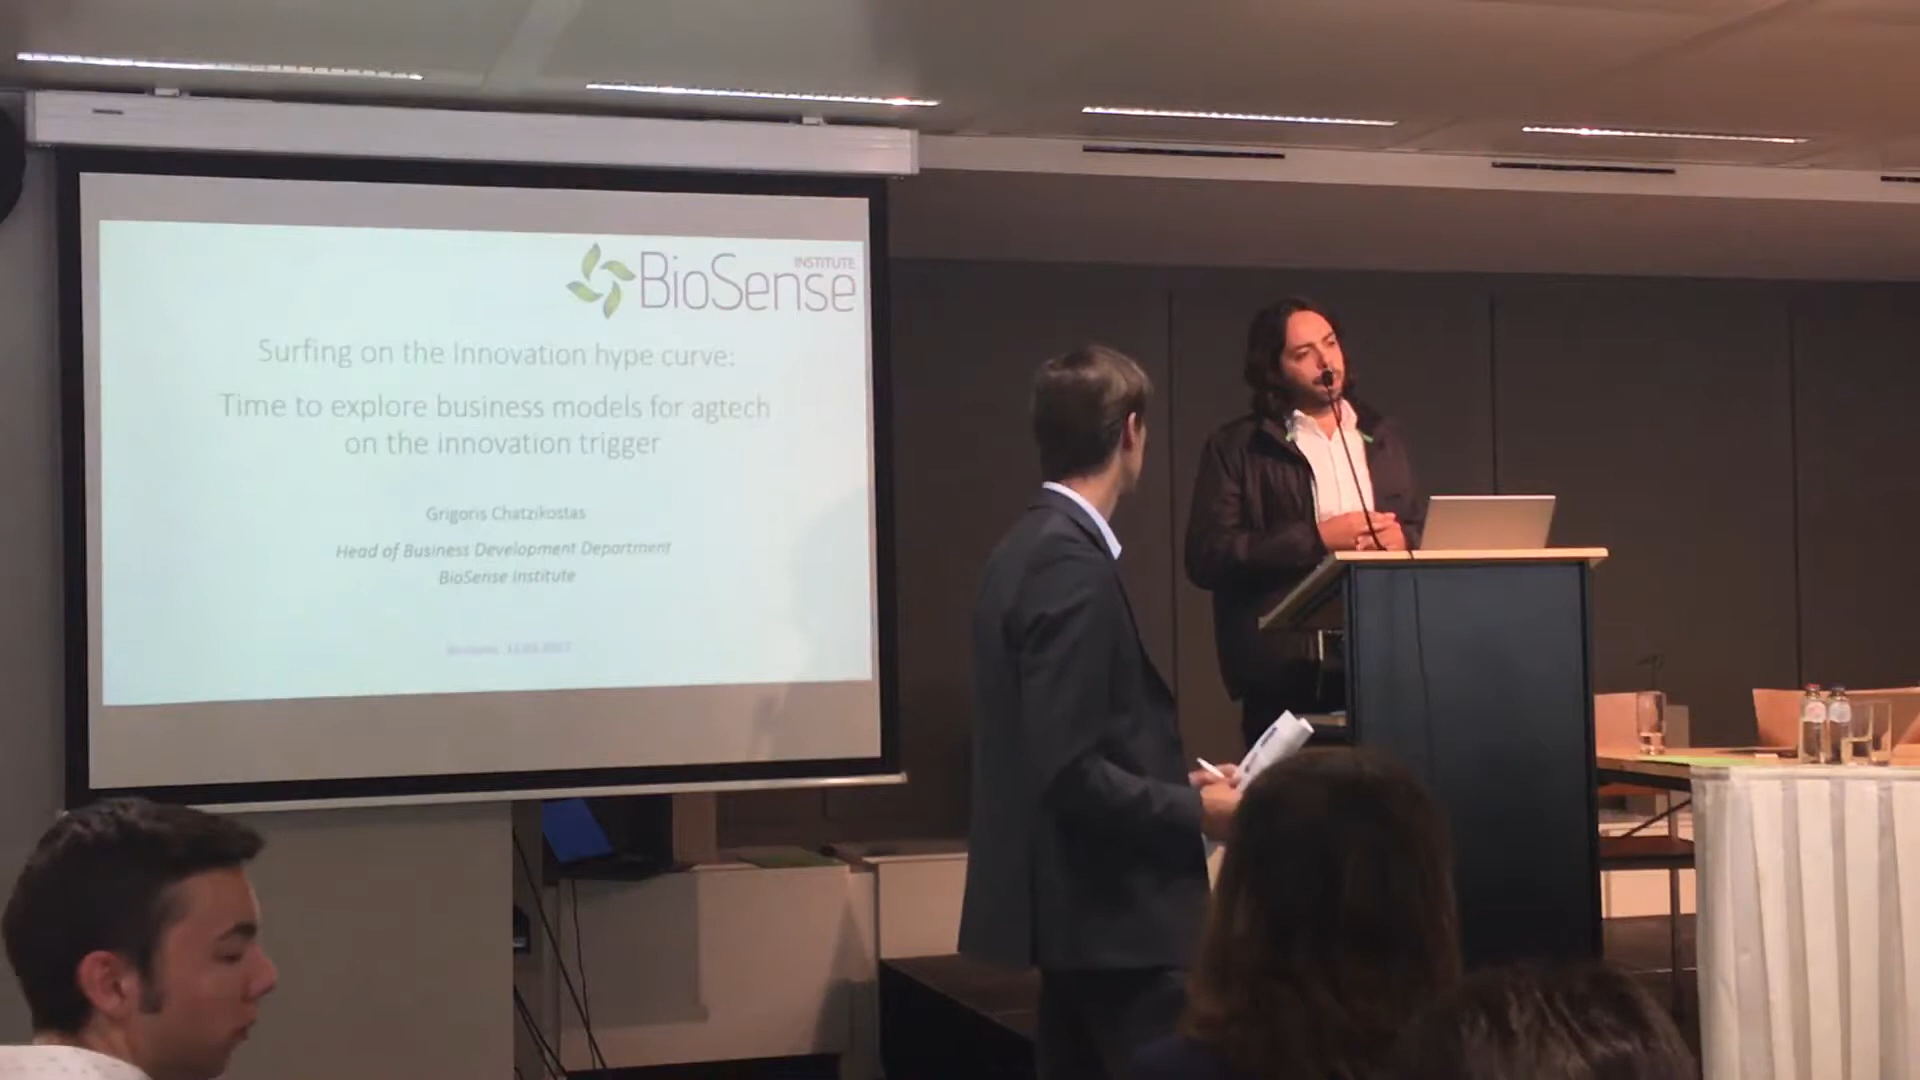 INSTITUTE
BioSense
Surfing on the Innovation hype curve:
Time to explore business models for agtech
on the innovation trigger
Grigoris Chatzikostas
Head of Business Development Department
BioSense Institute